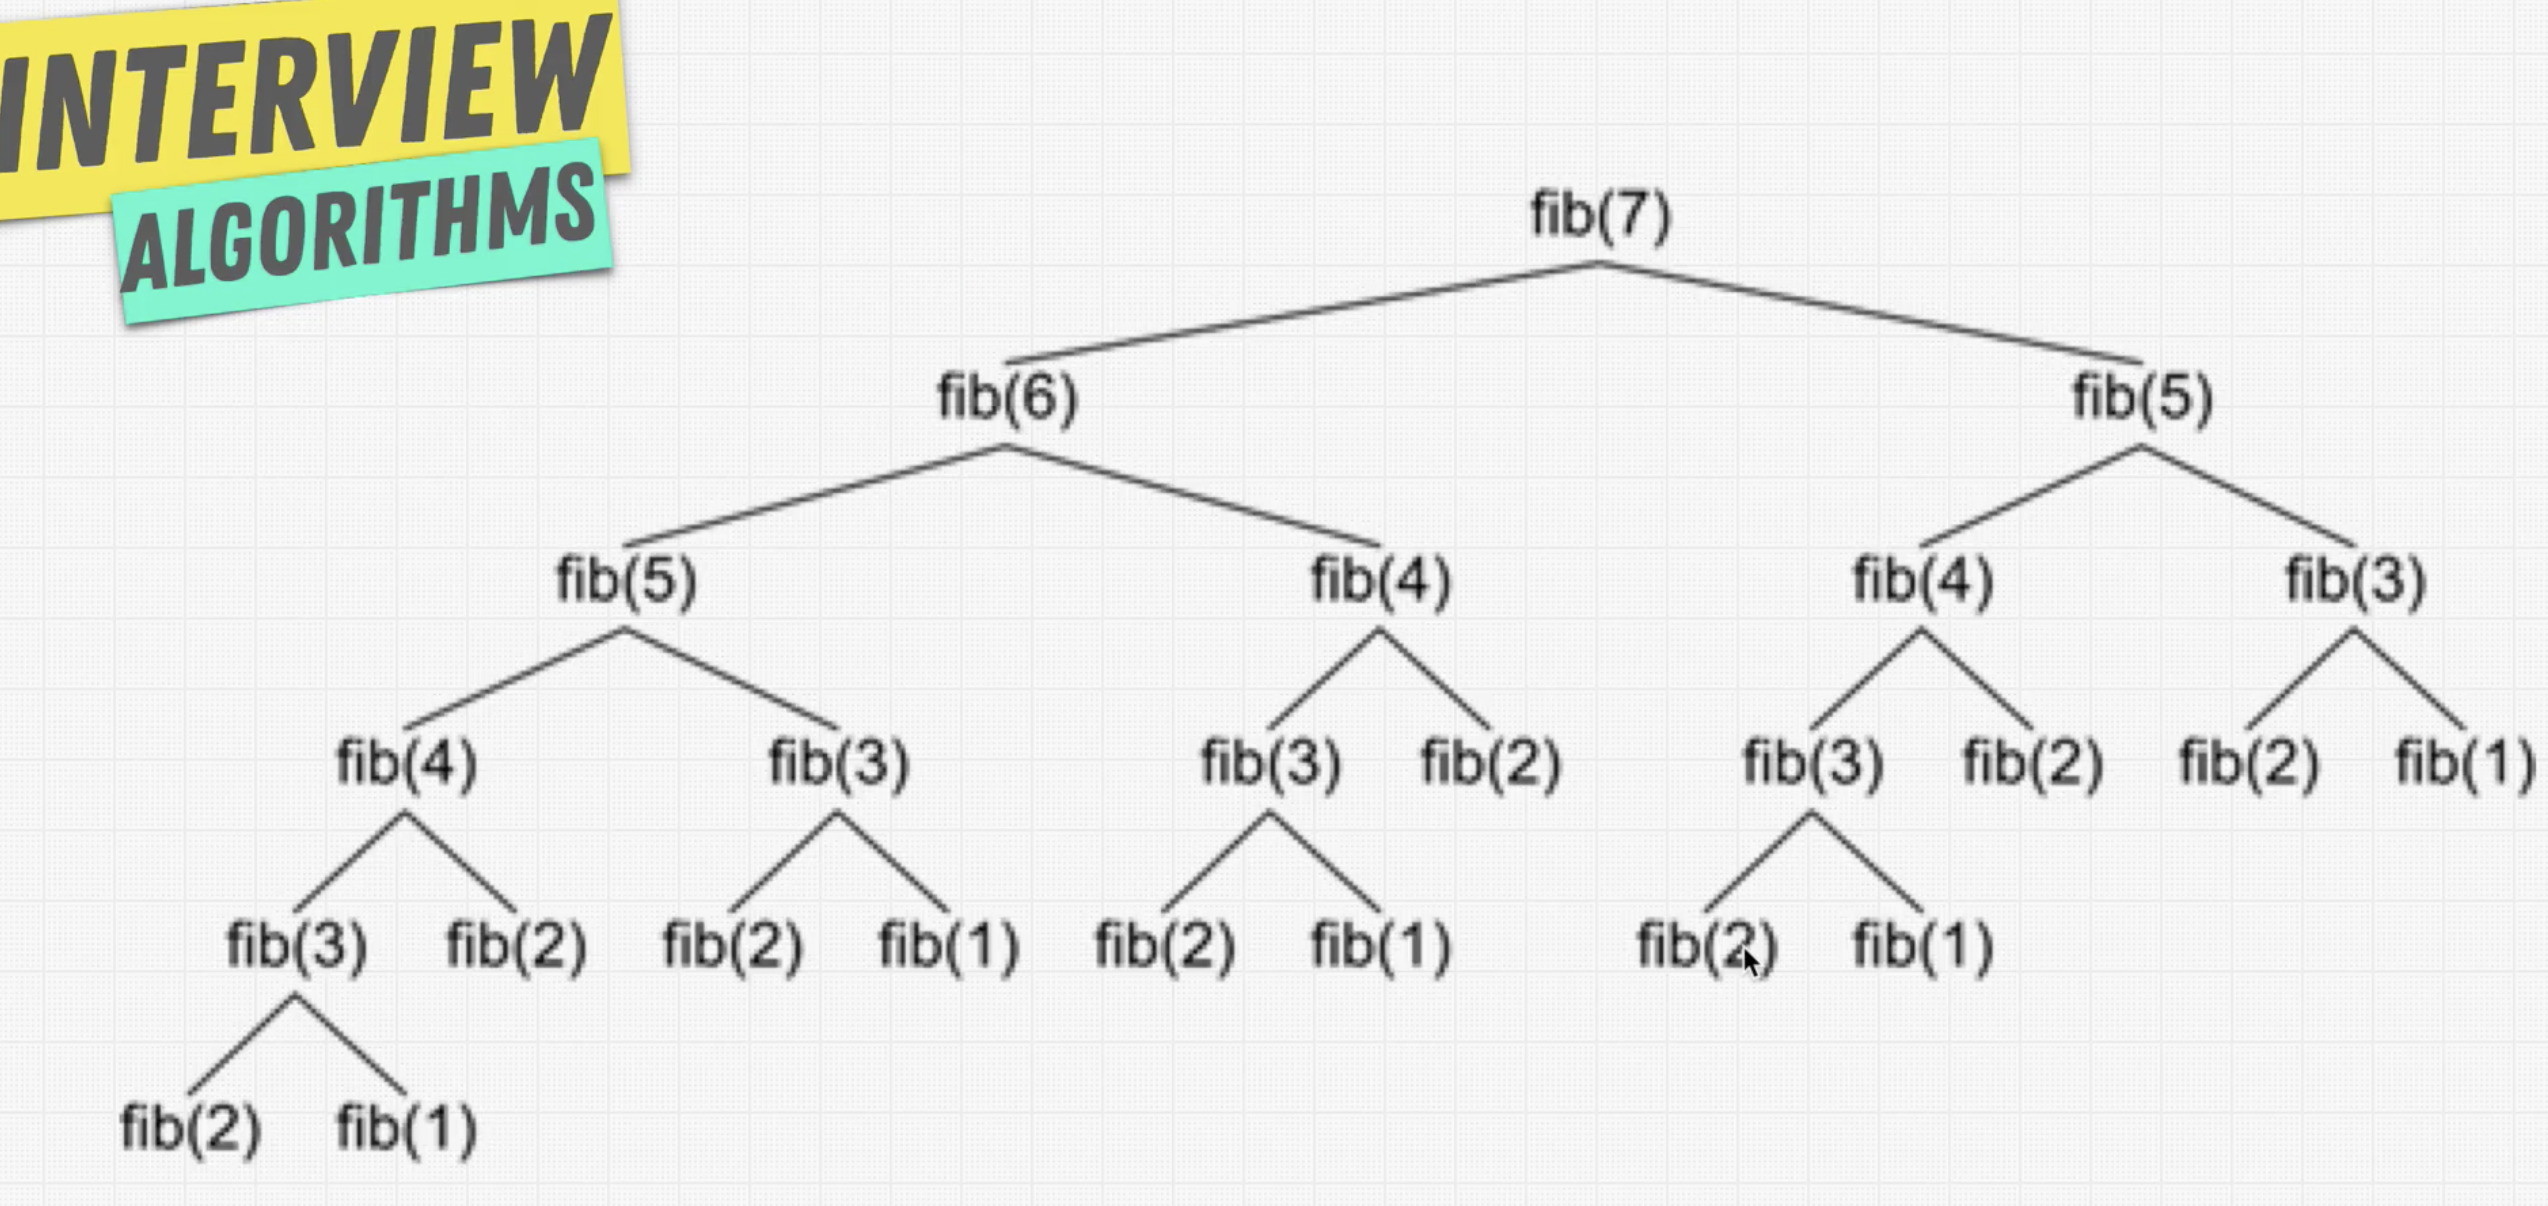 INTERVIEW
ALGORITHMS
fib(7)
fib(6) fib(5)
fib(5) fib(4) fib(4) fib(3)
fib(4) fib(3) fib(3) fib(2) fib(3) fib(2) fib(2) fib(1)
fib(3) fib(2) fib(2) fib(1) fib(2) fib(1) fib(2) fib(1)
fib(2) fib(1)